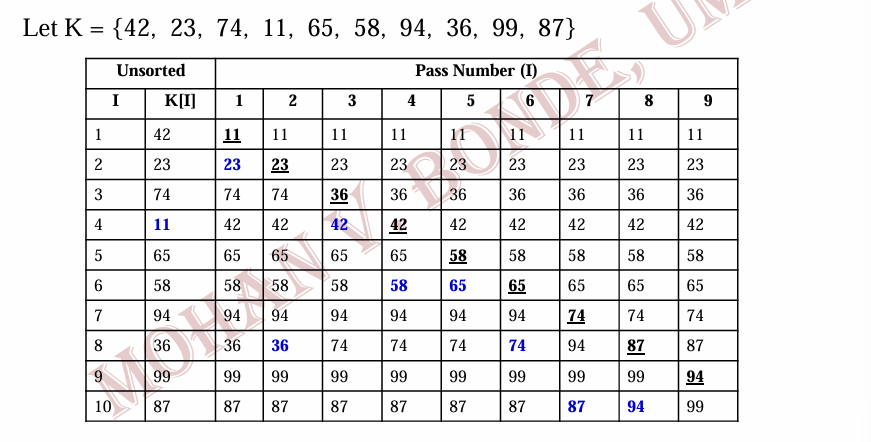 Let K = {42, 23, 74, 11, 65, 58, 94, 36, 99, 87}
Unsorted Pass Number (I)
I K[I] 1 2 3 4 5 6 7 8 9
1 42 11 11 11 11 11 11 11 11 11
2 23 23 23 23 23 23 23 23 23 23
3 74 74 74 36 36 36 36 36 36 36
4 11 42 42 42 42 42 42 42 42 42
5 65 65 65 65 65 58 58 58 58 58
6 58 58 58 58 58 65 65 65 65 65
7 94 94 94 94 94 94 94 74 74 74
8 36 36 36 74 74 74 74 94 87 87
9 99 99 99 99 99 99 99 99 99 94
10 87 87 87 87 87 87 87 87 94 99
MOHAN V BONDE, UM